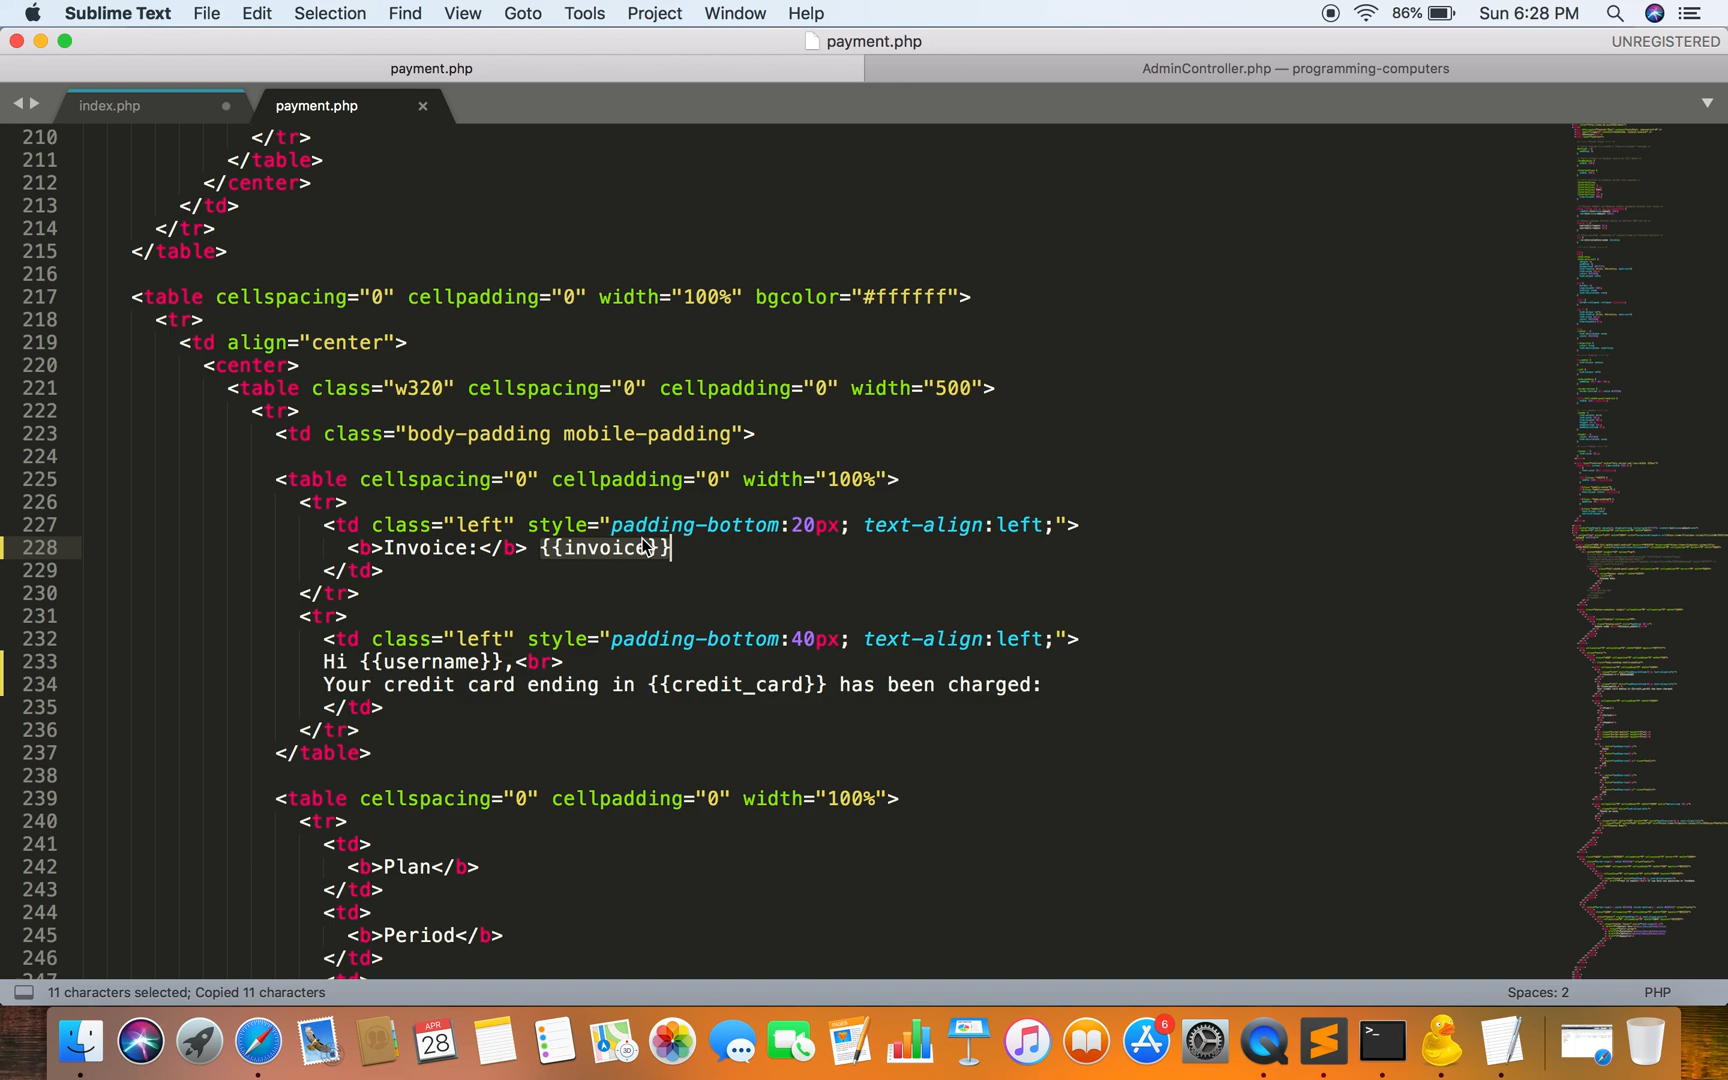 Sublime Text File Edit Selection Find View Goto Tools Project Window Help 86% Sun 6:28 PM
payment.php UNREGISTERED
payment.php AdminController.php — programming-computers
index.php payment.php
210 </tr>
211 </table>
212 </center>
213 </td>
214 </tr>
215 </table>
216
217 <table cellspacing="0" cellpadding="0" width="100%" bgcolor="#ffffff">
218 <tr>
219 <td align="center">
220 <center>
221 <table class="w320" cellspacing="0" cellpadding="0" width="500">
222 <tr>
223 <td class="body-padding mobile-padding">
224
225 <table cellspacing="0" cellpadding="0" width="100%">
226 <tr>
227 <td class="left" style="padding-bottom:20px; text-align:left;">
228 <b>Invoice:</b> {{invoice}}
229 </td>
230 </tr>
231 <tr>
232 <td class="left" style="padding-bottom:40px; text-align:left;">
233 Hi {{username}},<br>
234 Your credit card ending in {{credit_card}} has been charged:
235 </td>
236 </tr>
237 </table>
238
239 <table cellspacing="0" cellpadding="0" width="100%">
240 <tr>
241 <td>
242 <b>Plan</b>
243 </td>
244 <td>
245 <b>Period</b>
246 </td>
247 <td>
11 characters selected; Copied 11 characters Spaces: 2 PHP
APR
28
6